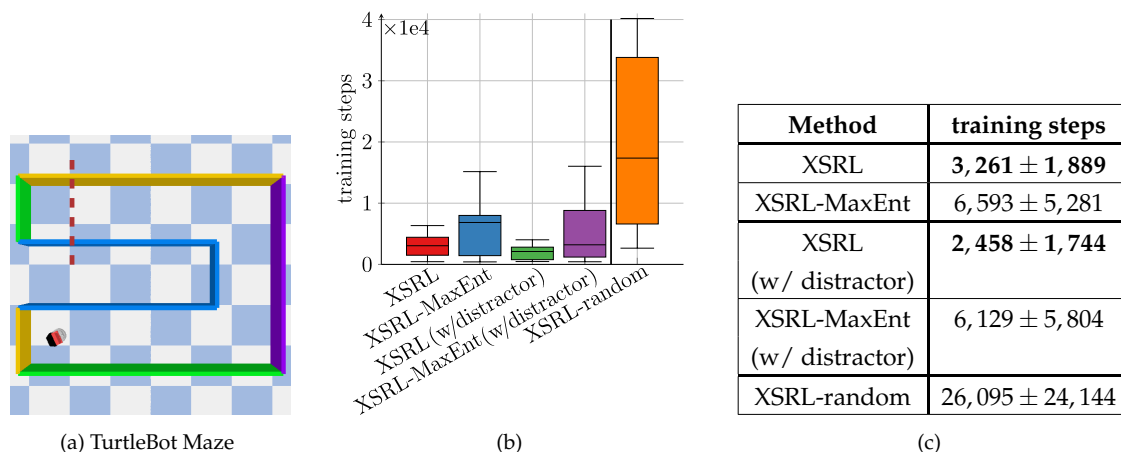 ×1e4
4
3
2
1
0
training steps
XSRL
XSRL-MaxEnt
XSRL (w/distractor)
XSRL-MaxEnt (w/distractor)
XSRL-random
Method training steps
XSRL 3, 261 ± 1, 889
XSRL-MaxEnt 6, 593 ± 5, 281
XSRL 2, 458 ± 1, 744
(w/ distractor)
XSRL-MaxEnt 6, 129 ± 5, 804
(w/ distractor)
XSRL-random 26, 095 ± 24, 144
(a) TurtleBot Maze
(b)
(c)